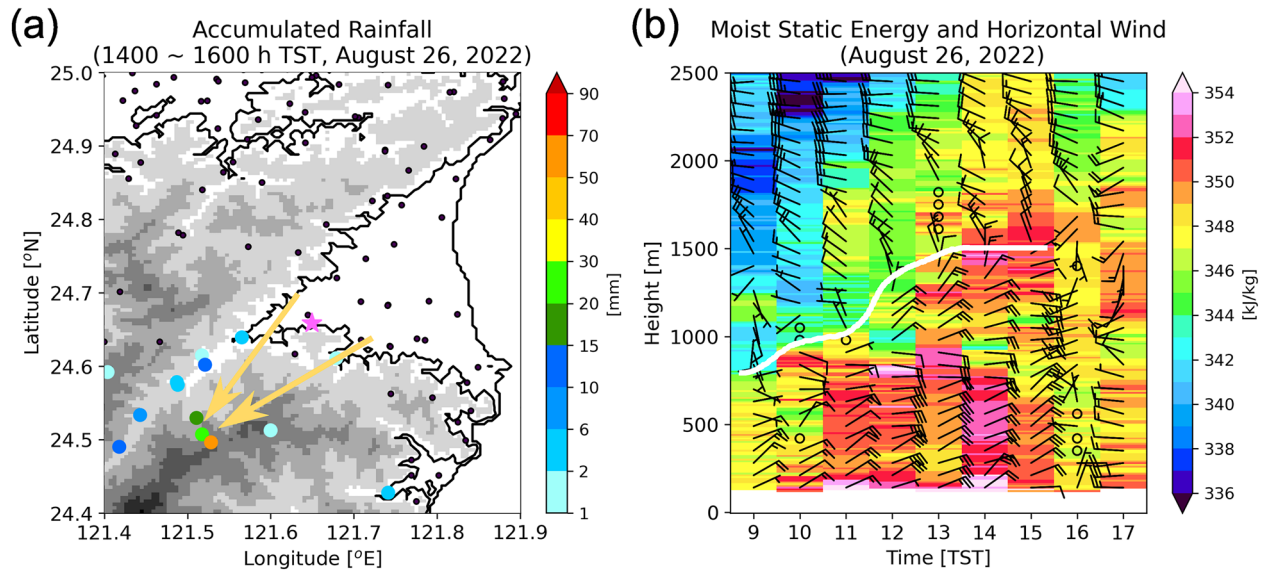 (a)
Accumulated Rainfall
(1400 ~ 1600 h TST, August 26, 2022)
25.0
24.9
24.8
24.7
24.6
24.5
24.4
Latitude [°N]
121.4 121.5 121.6 121.7 121.8 121.9
Longitude [°E]
90
70
50
40
30
20
15
10
6
2
1
[mm]
(b)
Moist Static Energy and Horizontal Wind
(August 26, 2022)
2500
2000
1500
1000
500
0
Height [m]
9 10 11 12 13 14 15 16 17
Time [TST]
354
352
350
348
346
344
342
340
338
336
[kJ/kg]